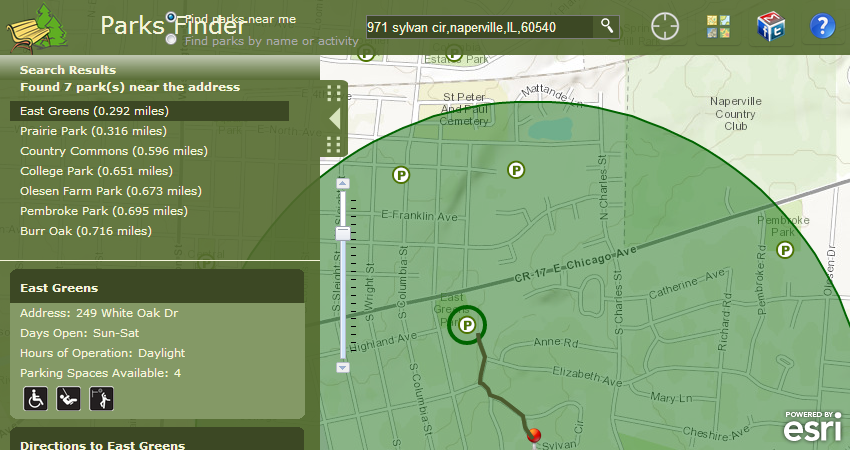 Parks Finder
Find parks near me
Find parks by name or activity
971 sylvan cir,naperville,IL,60540
Search Results
Found 7 park(s) near the address
East Greens (0.292 miles)
Prairie Park (0.316 miles)
Country Commons (0.596 miles)
College Park (0.651 miles)
Olesen Farm Park (0.673 miles)
Pembroke Park (0.695 miles)
Burr Oak (0.716 miles)
East Greens
Address: 249 White Oak Dr
Days Open: Sun-Sat
Hours of Operation: Daylight
Parking Spaces Available: 4
Directions to East Greens
Estates Park
St Peter
And Paul
Cemetery
Mattande Ln
Naperville
Country
Club
P
P
E Franklin Ave
N Charles St
Pembroke
Park
P
CR-17-E-Chicago Ave
S Sleight St
S Wright St
S Columbia St
S Charles St
Catherine Ave
Richard Rd
Pembroke Rd
Olesen Dr
East
Greens
Park
P
Highland Ave
Anne Rd
Elizabeth Ave
S Columbia St
Mary Ln
Cheshire Ave
Sylvan Cir
POWERED BY
esri